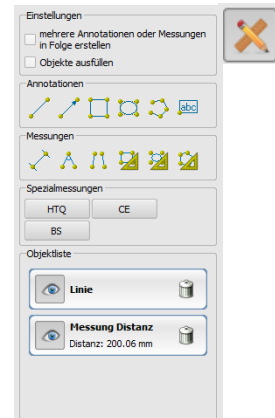 Einstellungen
mehrere Annotationen oder Messungen
in Folge erstellen
Objekte ausfüllen
Annotationen
abc
Messungen
Spezialmessungen
HTQ CE
BS
Objektliste
Linie
Messung Distanz
Distanz: 200.06 mm